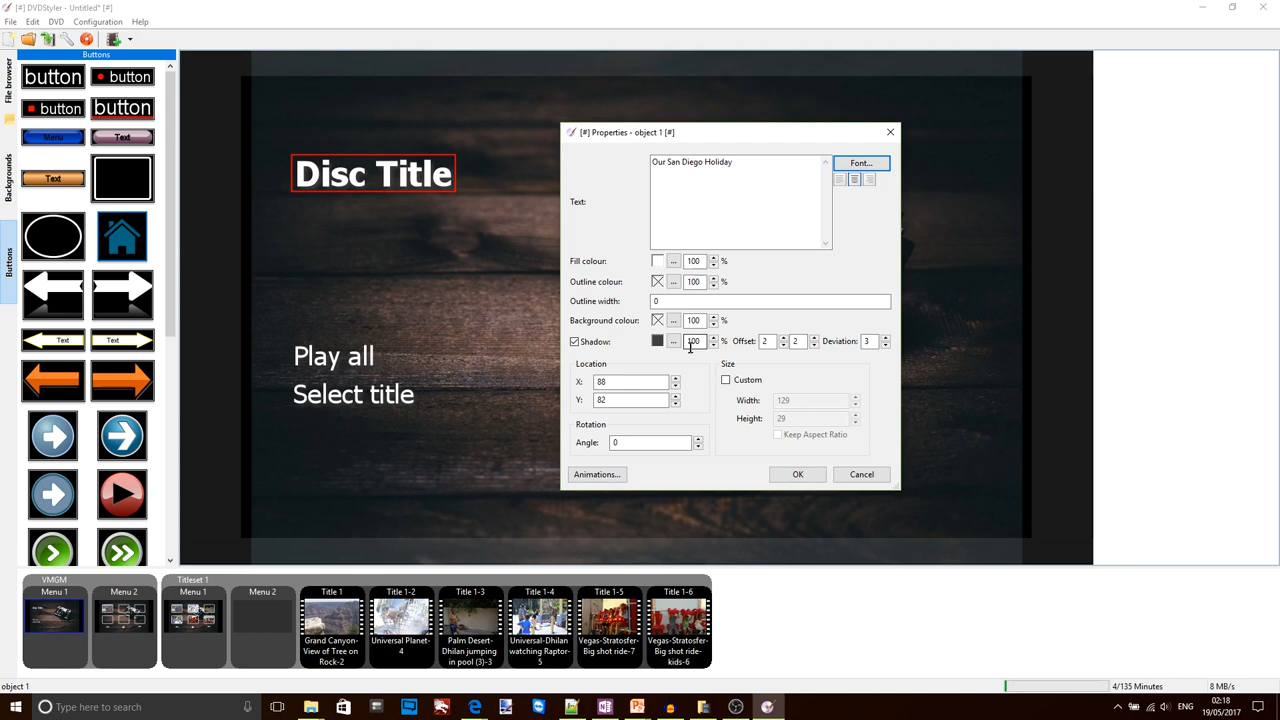 [#] DVDStyler - Untitled* [#]
File Edit DVD Configuration Help
Buttons
File browser
Backgrounds
Buttons
button
button
button
button
Menu
Text
Text
Text
Text
Disc Title
Play all
Select title
[#] Properties - object 1 [#]
Text:
Our San Diego Holiday
Font...
Fill colour: ... 100 %
Outline colour: ... 100 %
Outline width: 0
Background colour: ... 100 %
Shadow: ... 100 % Offset: 2 2 Deviation: 3
Location
X: 88
Y: 82
Size
Custom
Width: 129
Height: 29
Keep Aspect Ratio
Rotation
Angle: 0
Animations... OK Cancel
VMGM
Menu 1
Menu 2
Titleset 1
Menu 1
Menu 2
Title 1
Grand Canyon-
View of Tree on
Rock-2
Title 1-2
Universal Planet-
4
Title 1-3
Palm Desert-
Dhilan jumping
in pool (3)-3
Title 1-4
Universal-Dhilan
watching Raptor-
5
Title 1-5
Vegas-Stratosfer-
Big shot ride-7
Title 1-6
Vegas-Stratosfer-
Big shot ride-
kids-6
object 1
4/135 Minutes 8 MB/s
Type here to search
ENG
02:18
19/05/2017